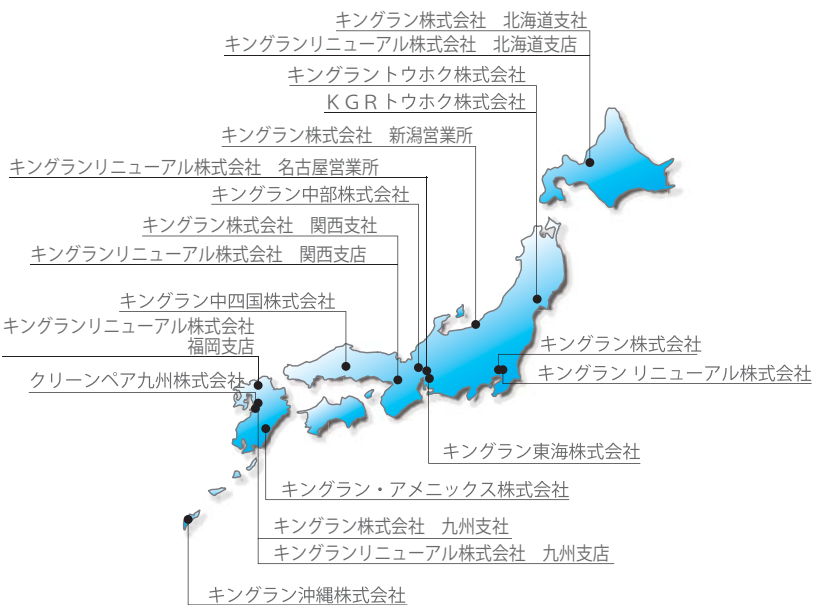 キングラン株式会社　北海道支社
キングランリニューアル株式会社　北海道支店
キングラントウホク株式会社
ＫＧＲトウホク株式会社
キングラン株式会社　新潟営業所
キングランリニューアル株式会社　名古屋営業所
キングラン中部株式会社
キングラン株式会社　関西支社
キングランリニューアル株式会社　関西支店
キングラン中四国株式会社
キングランリニューアル株式会社
福岡支店
クリーンペア九州株式会社
キングラン株式会社
キングラン リニューアル株式会社
キングラン東海株式会社
キングラン・アメニックス株式会社
キングラン株式会社　九州支社
キングランリニューアル株式会社　九州支店
キングラン沖縄株式会社